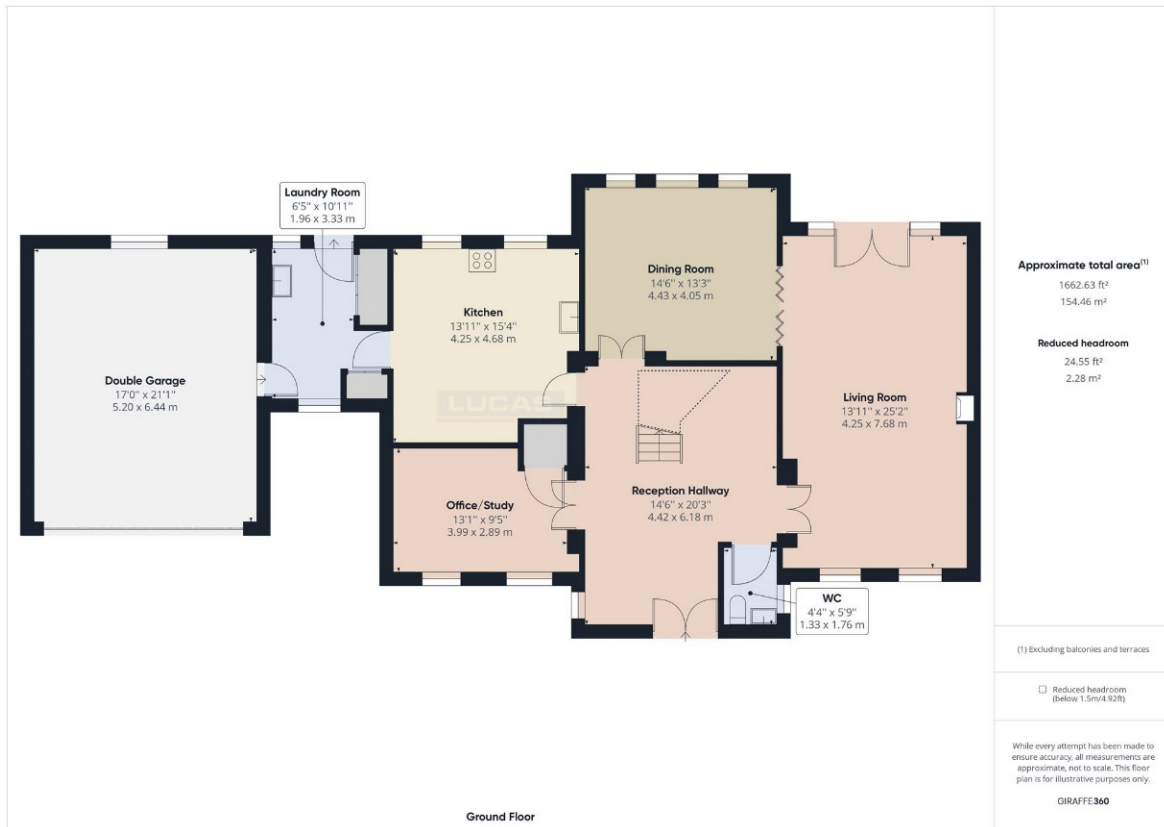 Laundry Room
6'5" x 10'11"
1.96 x 3.33 m
Dining Room
14'6" x 13'3"
4.43 x 4.05 m
Kitchen
13'11" x 15'4"
4.25 x 4.68 m
Double Garage
17'0" x 21'1"
5.20 x 6.44 m
LUCAS
Living Room
13'11" x 25'2"
4.25 x 7.68 m
Office/Study
13'1" x 9'5"
3.99 x 2.89 m
Reception Hallway
14'6" x 20'3"
4.42 x 6.18 m
WC
4'4" x 5'9"
1.33 x 1.76 m
Ground Floor
Approximate total area(1)
1662.63 ft²
154.46 m²
Reduced headroom
24.55 ft²
2.28 m²
(1) Excluding balconies and terraces
Reduced headroom
(below 1.5m/4.92ft)
While every attempt has been made to
ensure accuracy, all measurements are
approximate, not to scale. This floor
plan is for illustrative purposes only.
GIRAFFE360